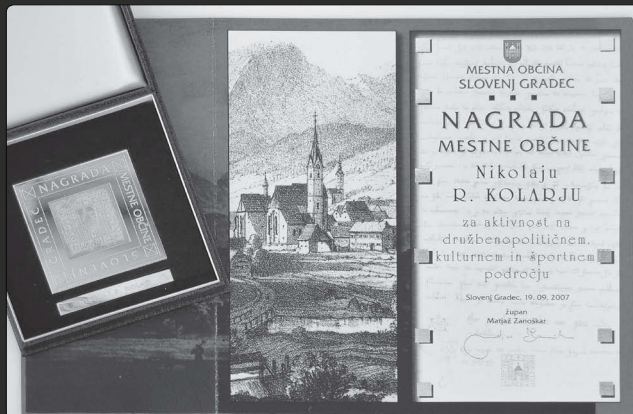 NAGRADA
MESTNE OBČINE
SLOVENJ
GRADEC
MESTNA OBČINA
SLOVENJ GRADEC
NAGRADA
MESTNE OBČINE
Nikolaju
R. KOLARJU
za aktivnost na
družbenopolitičnem,
kulturnem in športnem
področju
Slovenj Gradec, 19. 09. 2007
župan
Matjaž Zanoškar